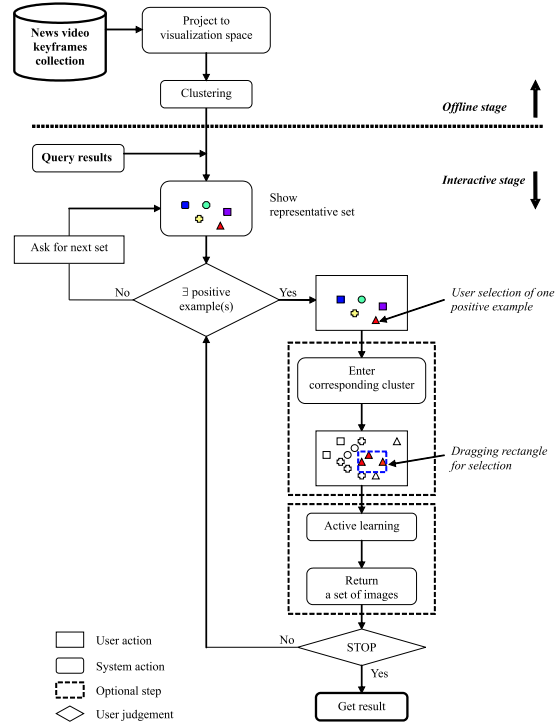 News video
keyframes
collection
Project to
visualization space
Clustering
Offline stage
Query results
Interactive stage
Show
representative set
Ask for next set
No
∃ positive
example(s)
Yes
User selection of one
positive example
Enter
corresponding cluster
Dragging rectangle
for selection
Active learning
Return
a set of images
No
STOP
Yes
Get result
User action
System action
Optional step
User judgement